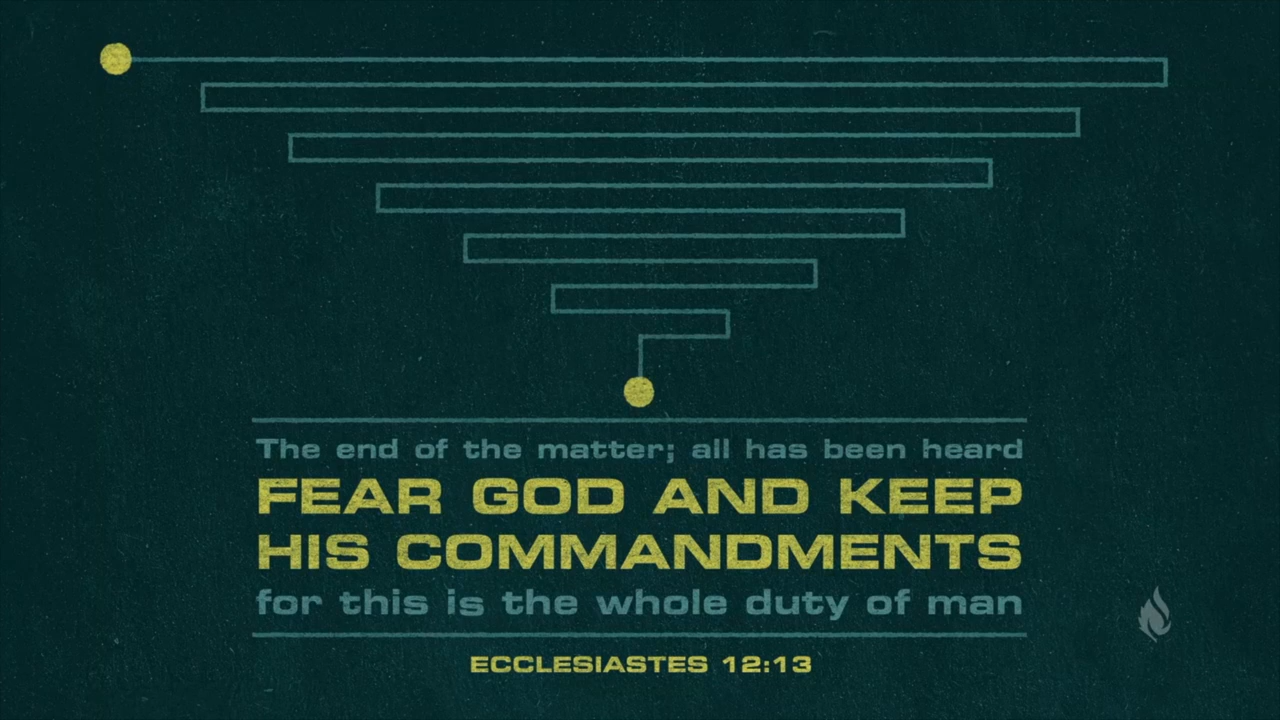 The end of the matter; all has been heard
FEAR GOD AND KEEP
HIS COMMANDMENTS
for this is the whole duty of man
ECCLESIASTES 12:13